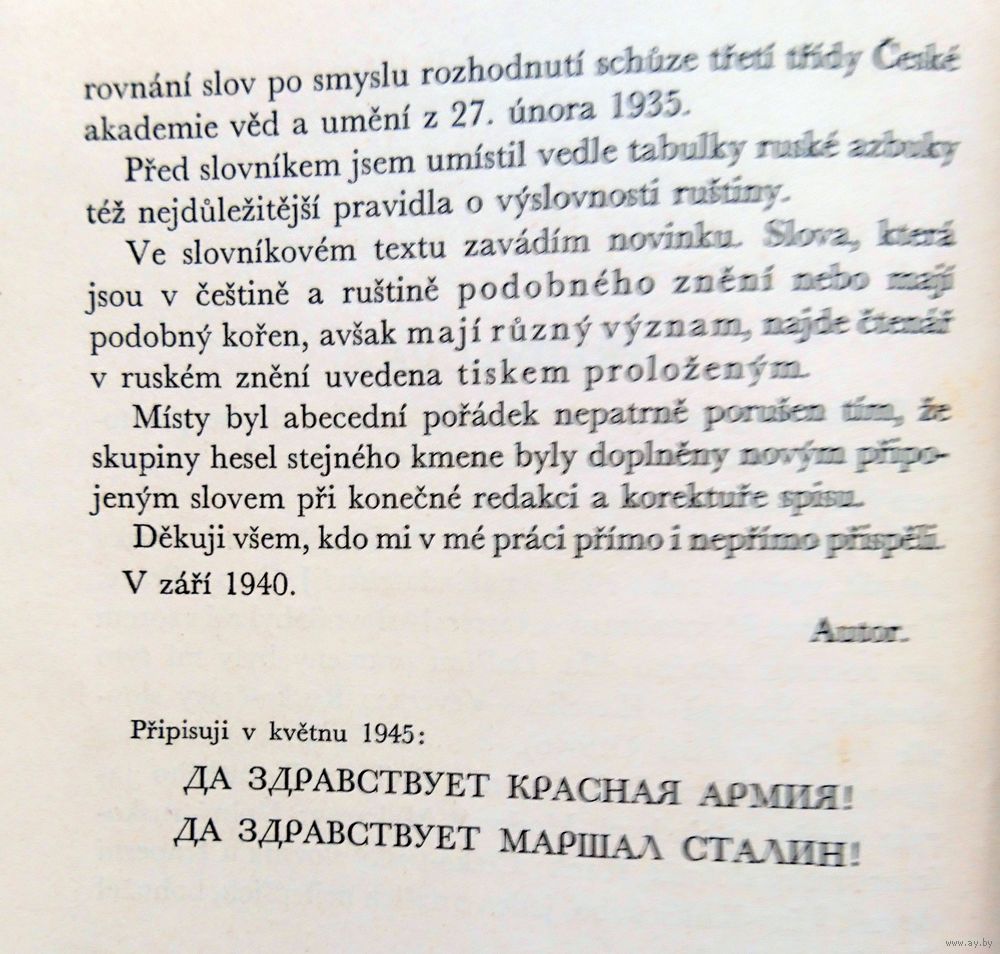 rovnání slov po smyslu rozhodnutí schůze třetí třídy České
akademie věd a umění z 27. února 1935.
Před slovníkem jsem umístil vedle tabulky ruské azbuky
též nejdůležitější pravidla o výslovnosti ruštiny.
Ve slovníkovém textu zavádím novinku. Slova, která
jsou v češtině a ruštině podobného znění nebo mají
podobný kořen, avšak mají různý význam, najde čtenář
v ruském znění uvedena tiskem proloženým.
Místy byl abecední pořádek nepatrně porušen tím, že
skupiny hesel stejného kmene byly doplněny novým připo-
jeným slovem při konečné redakci a korektuře spisu.
Děkuji všem, kdo mi v mé práci přímo i nepřímo přispěli.
V září 1940.
Autor.
Připisuji v květnu 1945:
ДА ЗДРАВСТВУЕТ КРАСНАЯ АРМИЯ!
ДА ЗДРАВСТВУЕТ МАРШАЛ СТАЛИН!
www.ay.by